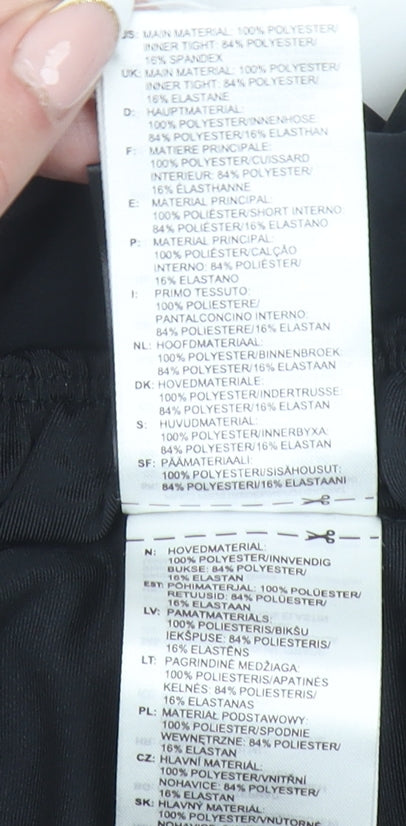 US: MAIN MATERIAL: 100% POLYESTER/
INNER TIGHT: 84% POLYESTER/
16% SPANDEX
UK: MAIN MATERIAL: 100% POLYESTER/
INNER TIGHT: 84% POLYESTER/
16% ELASTANE
D: HAUPTMATERIAL:
100% POLYESTER/INNENHOSE
84% POLYESTER/16% ELASTHAN
F: MATIERE PRINCIPALE:
100% POLYESTER/CUISSARD
INTERIEUR: 84% POLYESTER/
16% ÉLASTHANNE
E: MATERIAL PRINCIPAL:
100% POLIÉSTER/SHORT INTERNO:
84% POLIÉSTER/16% ELASTANO
P: MATERIAL PRINCIPAL:
100% POLIÉSTER/CALÇÃO
INTERNO: 84% POLIÉSTER/
16% ELASTANO
I: PRIMO TESSUTO:
100% POLIESTERE/
PANTALONCINO INTERNO:
84% POLIESTERE/16% ELASTAN
NL: HOOFDMATERIAAL:
100% POLYESTER/BINNENBROEK:
84% POLYESTER/16% ELASTAAN
DK: HOVEDMATERIALE:
100% POLYESTER/INDERTRUSSE:
84% POLYESTER/16% ELASTAN
S: HUVUDMATERIAL:
100% POLYESTER/INNERBYXA:
84% POLYESTER/16% ELASTAN
SF: PÄÄMATERIAALI:
100% POLYESTERI/SISÄHOUSUT:
84% POLYESTERI/16% ELASTAANI
N: HOVEDMATERIAL:
100% POLYESTER/INNVENDIG
BUKSE: 84% POLYESTER/
16% ELASTAN
EST: PÕHIMATERJAL: 100% POLÜESTER/
RETUUSID: 84% POLÜESTER/
16% ELASTAAN
LV: PAMATMATERIĀLS:
100% POLIESTERIS/BIKŠU
IEKŠPUSE: 84% POLIESTERIS/
16% ELASTĒNS
LT: PAGRINDINĖ MEDŽIAGA:
100% POLIESTERIS/APATINĖS
KELNĖS: 84% POLIESTERIS/
16% ELASTANAS
PL: MATERIAŁ PODSTAWOWY:
100% POLIESTER/SPODNIE
WEWNĘTRZNE: 84% POLIESTER/
16% ELASTAN
CZ: HLAVNÍ MATERIÁL:
100% POLYESTER/VNITŘNÍ
NOHAVICE: 84% POLYESTER/
16% ELASTAN
SK: HLAVNÝ MATERIÁL:
100% POLYESTER/VNÚTORNÉ